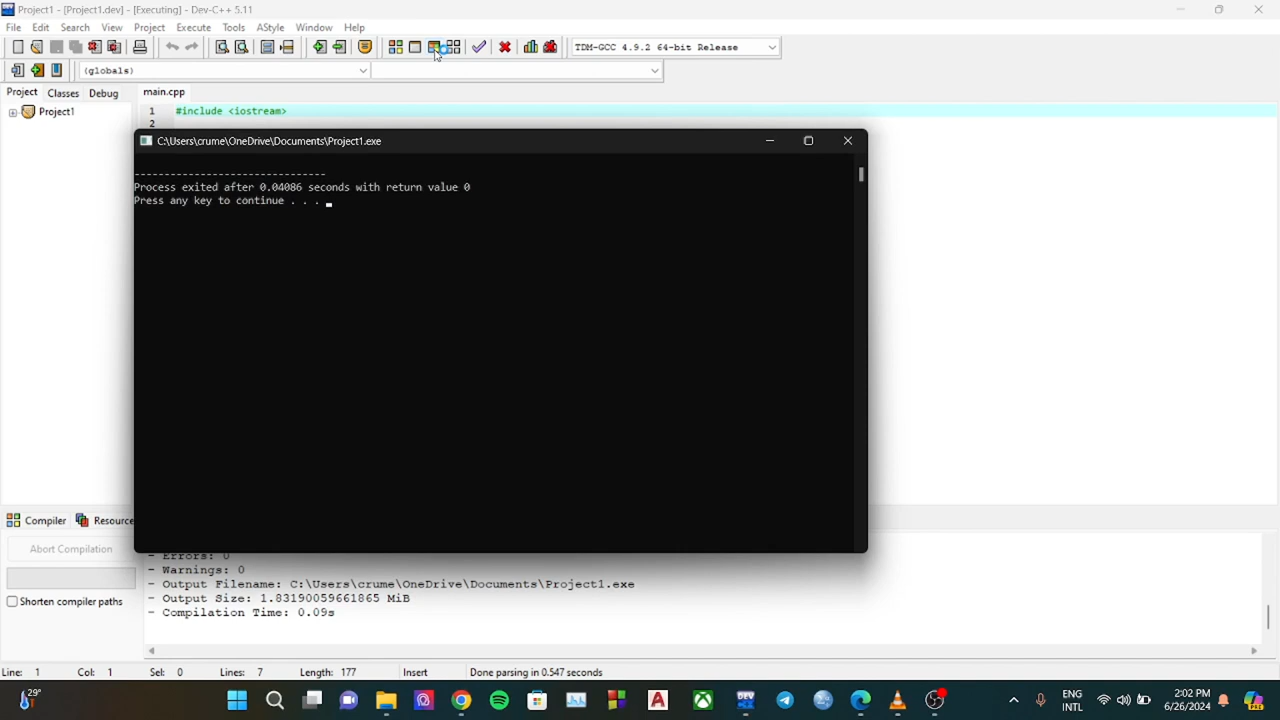 Project1 - [Project1.dev] - [Executing] - Dev-C++ 5.11
File Edit Search View Project Execute Tools AStyle Window Help
TDM-GCC 4.9.2 64-bit Release
(globals)
Project Classes Debug main.cpp
Project1
1 #include <iostream>
2
C:\Users\crume\OneDrive\Documents\Project1.exe
--------------------------------
Process exited after 0.04086 seconds with return value 0
Press any key to continue . . .
Compiler Resource
Abort Compilation
Shorten compiler paths
- Errors: 0
- Warnings: 0
- Output Filename: C:\Users\crume\OneDrive\Documents\Project1.exe
- Output Size: 1.83190059661865 MiB
- Compilation Time: 0.09s
Line: 1 Col: 1 Sel: 0 Lines: 7 Length: 177 Insert Done parsing in 0.547 seconds
29°
ENG
INTL
2:02 PM
6/26/2024